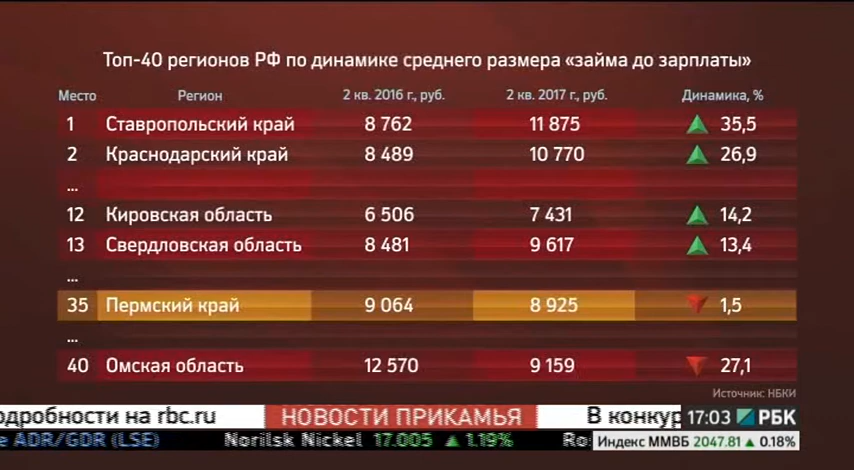 Топ-40 регионов РФ по динамике среднего размера «займа до зарплаты»
Место Регион 2 кв. 2016 г., руб. 2 кв. 2017 г., руб. Динамика, %
1 Ставропольский край 8 762 11 875 35,5
2 Краснодарский край 8 489 10 770 26,9
...
12 Кировская область 6 506 7 431 14,2
13 Свердловская область 8 481 9 617 13,4
...
35 Пермский край 9 064 8 925 1,5
...
40 Омская область 12 570 9 159 27,1
Источник: НБКИ
одробности на rbc.ru НОВОСТИ ПРИКАМЬЯ В конкур 17:03 РБК
e ADR/GDR (LSE) Norilsk Nickel 17.005 1.19% Ro Индекс ММВБ 2047.81 0.18%